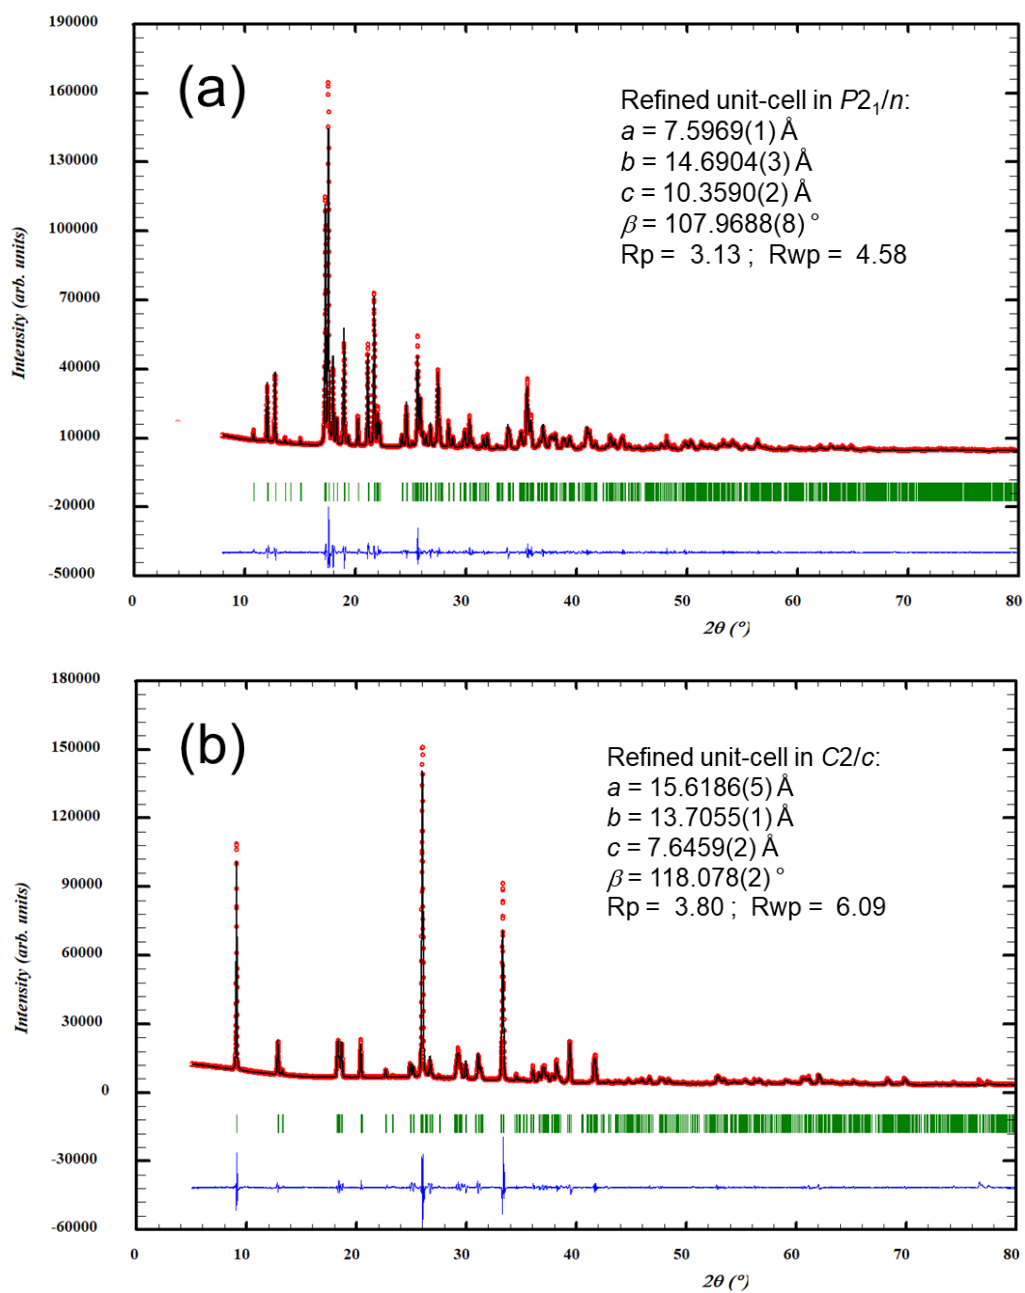 190000
160000
130000
100000
70000
40000
10000
-20000
-50000
Intensity (arb. units)
(a)
Refined unit-cell in P2₁/n:
a = 7.5969(1) Å
b = 14.6904(3) Å
c = 10.3590(2) Å
β = 107.9688(8) °
Rp = 3.13 ; Rwp = 4.58
0 10 20 30 40 50 60 70 80
2θ (°)
180000
150000
120000
90000
60000
30000
0
-30000
-60000
Intensity (arb. units)
(b)
Refined unit-cell in C2/c:
a = 15.6186(5) Å
b = 13.7055(1) Å
c = 7.6459(2) Å
β = 118.078(2) °
Rp = 3.80 ; Rwp = 6.09
0 10 20 30 40 50 60 70 80
2θ (°)